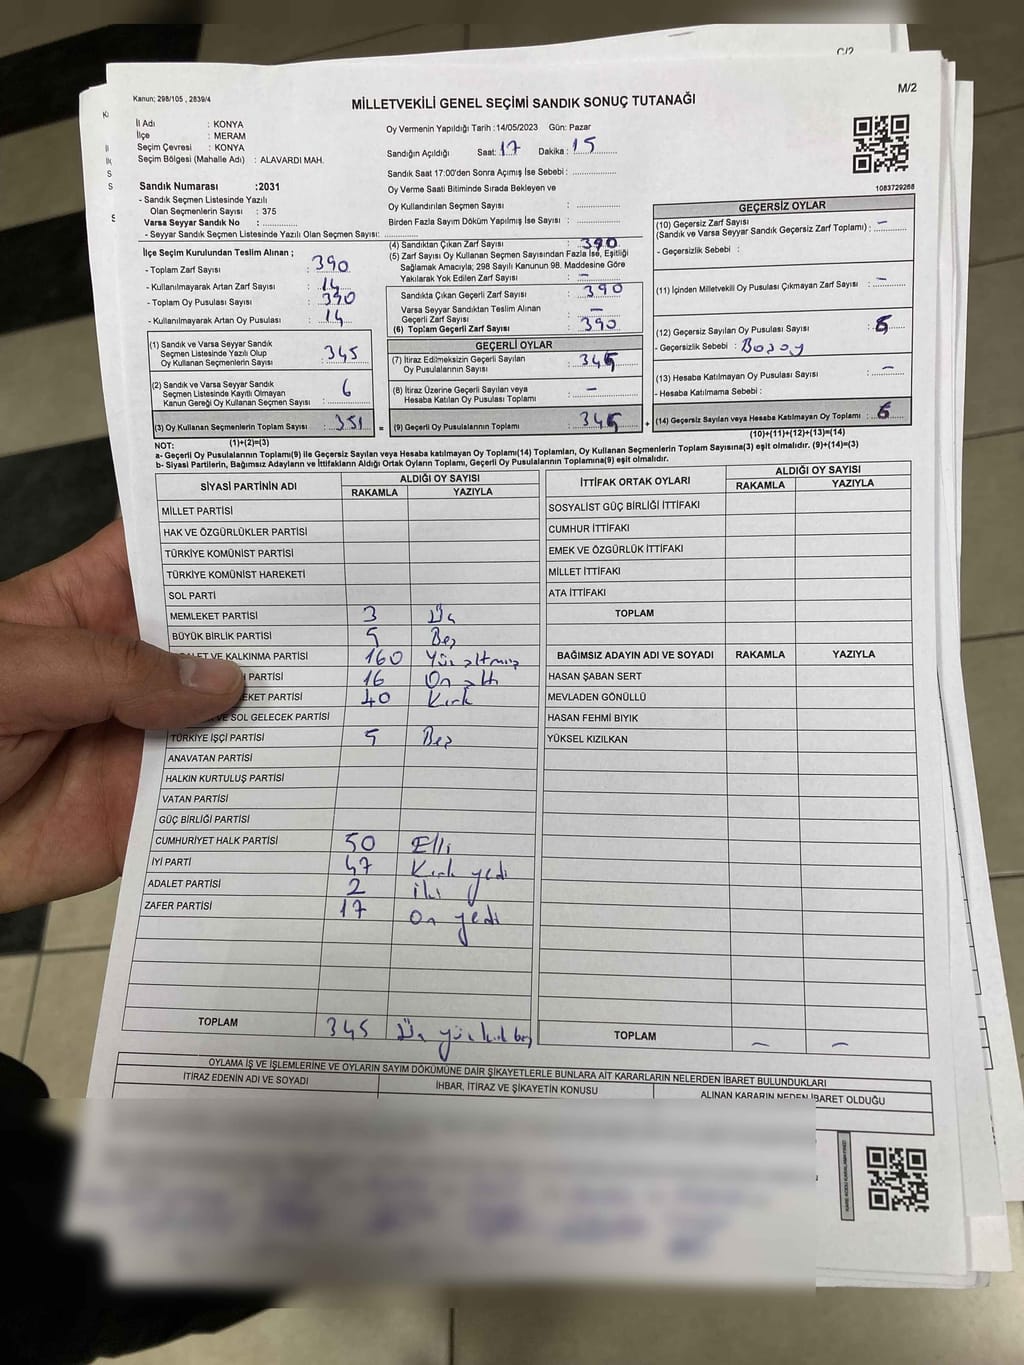 C/2
Kanun; 298/105 , 2839/4
MİLLETVEKİLİ GENEL SEÇİMİ SANDIK SONUÇ TUTANAĞI
M/2
İl Adı : KONYA
İlçe : MERAM
Seçim Çevresi : KONYA
Seçim Bölgesi (Mahalle Adı) : ALAVARDI MAH.
Oy Vermenin Yapıldığı Tarih :14/05/2023 Gün: Pazar
Sandığın Açıldığı Saat: 17 Dakika : 15
Sandık Saat 17:00'den Sonra Açımış İse Sebebi :
Oy Verme Saati Bitiminde Sırada Bekleyen ve
Oy Kullandırılan Seçmen Sayısı :
Birden Fazla Sayım Döküm Yapılmış İse Sayısı :
1083729268
Sandık Numarası :2031
- Sandık Seçmen Listesinde Yazılı
Olan Seçmenlerin Sayısı : 375
Varsa Seyyar Sandık No :
- Seyyar Sandık Seçmen Listesinde Yazılı Olan Seçmen Sayısı:
İlçe Seçim Kurulundan Teslim Alınan ;
- Toplam Zarf Sayısı : 390
- Kullanılmayarak Artan Zarf Sayısı : 14
- Toplam Oy Pusulası Sayısı : 390
- Kullanılmayarak Artan Oy Pusulası : 14
(1) Sandık ve Varsa Seyyar Sandık
Seçmen Listesinde Yazılı Olup
Oy Kullanan Seçmenlerin Sayısı : 345
(2) Sandık ve Varsa Seyyar Sandık
Seçmen Listesinde Kayıtlı Olmayan
Kanun Gereği Oy Kullanan Seçmen Sayısı : 6
(3) Oy Kullanan Seçmenlerin Toplam Sayısı : 351
(4) Sandıktan Çıkan Zarf Sayısı : 390
(5) Zarf Sayısı Oy Kullanan Seçmen Sayısından Fazla İse, Eşitliği
Sağlamak Amacıyla; 298 Sayılı Kanunun 98. Maddesine Göre
Yakılarak Yok Edilen Zarf Sayısı : –
Sandıkta Çıkan Geçerli Zarf Sayısı : 390
Varsa Seyyar Sandıktan Teslim Alınan
Geçerli Zarf Sayısı : –
(6) Toplam Geçerli Zarf Sayısı : 390
GEÇERLİ OYLAR
(7) İtiraz Edilmeksizin Geçerli Sayılan
Oy Pusulalarının Sayısı : 345
(8) İtiraz Üzerine Geçerli Sayılan veya
Hesaba Katılan Oy Pusulası Toplamı : –
= (9) Geçerli Oy Pusulalarının Toplamı : 345
GEÇERSİZ OYLAR
(10) Geçersiz Zarf Sayısı
(Sandık ve Varsa Seyyar Sandık Geçersiz Zarf Toplamı) : –
- Geçersizlik Sebebi :
(11) İçinden Milletvekili Oy Pusulası Çıkmayan Zarf Sayısı : –
(12) Geçersiz Sayılan Oy Pusulası Sayısı : 6
- Geçersizlik Sebebi :
(13) Hesaba Katılmayan Oy Pusulası Sayısı : –
- Hesaba Katılmama Sebebi :
+ (14) Geçersiz Sayılan veya Hesaba Katılmayan Oy Toplamı : 6
NOT: (1)+(2)=(3)
(10)+(11)+(12)+(13)=(14)
a- Geçerli Oy Pusulalarının Toplamı(9) ile Geçersiz Sayılan veya Hesaba katılmayan Oy Toplamı(14) Toplamları, Oy Kullanan Seçmenlerin Toplam Sayısına(3) eşit olmalıdır. (9)+(14)=(3)
b- Siyasi Partilerin, Bağımsız Adayların ve İttifakların Aldığı Ortak Oyların Toplamı, Geçerli Oy Pusulalarının Toplamına(9) eşit olmalıdır.
SİYASİ PARTİNİN ADI ALDIĞI OY SAYISI
RAKAMLA YAZIYLA
MİLLET PARTİSİ
HAK VE ÖZGÜRLÜKLER PARTİSİ
TÜRKİYE KOMÜNİST PARTİSİ
TÜRKİYE KOMÜNİST HAREKETİ
SOL PARTİ
MEMLEKET PARTİSİ 3 Üç
BÜYÜK BİRLİK PARTİSİ 5 Beş
VE KALKINMA PARTİSİ 160 Yüz altmış
PARTİSİ 16 On altı
PARTİSİ 40 Kırk
VE SOL GELECEK PARTİSİ
TÜRKİYE İŞÇİ PARTİSİ 5 Beş
ANAVATAN PARTİSİ
HALKIN KURTULUŞ PARTİSİ
VATAN PARTİSİ
GÜÇ BİRLİĞİ PARTİSİ
CUMHURİYET HALK PARTİSİ 50 Elli
İYİ PARTİ 47 Kırk yedi
ADALET PARTİSİ 2 iki
ZAFER PARTİSİ 17 on yedi
TOPLAM 345 Üç yüz kırk beş
İTTİFAK ORTAK OYLARI ALDIĞI OY SAYISI
RAKAMLA YAZIYLA
SOSYALİST GÜÇ BİRLİĞİ İTTİFAKI
CUMHUR İTTİFAKI
EMEK VE ÖZGÜRLÜK İTTİFAKI
MİLLET İTTİFAKI
ATA İTTİFAKI
TOPLAM
BAĞIMSIZ ADAYIN ADI VE SOYADI RAKAMLA YAZIYLA
HASAN ŞABAN SERT
MEVLADEN GÖNÜLLÜ
HASAN FEHMİ BIYIK
YÜKSEL KIZILKAN
TOPLAM – –
OYLAMA İŞ VE İŞLEMLERİNE VE OYLARIN SAYIM DÖKÜMÜNE DAİR ŞİKAYETLERLE BUNLARA AİT KARARLARIN NELERDEN İBARET BULUNDUKLARI
İTİRAZ EDENİN ADI VE SOYADI İHBAR, İTİRAZ VE ŞİKAYETİN KONUSU ALINAN KARARIN NEDEN İBARET OLDUĞU